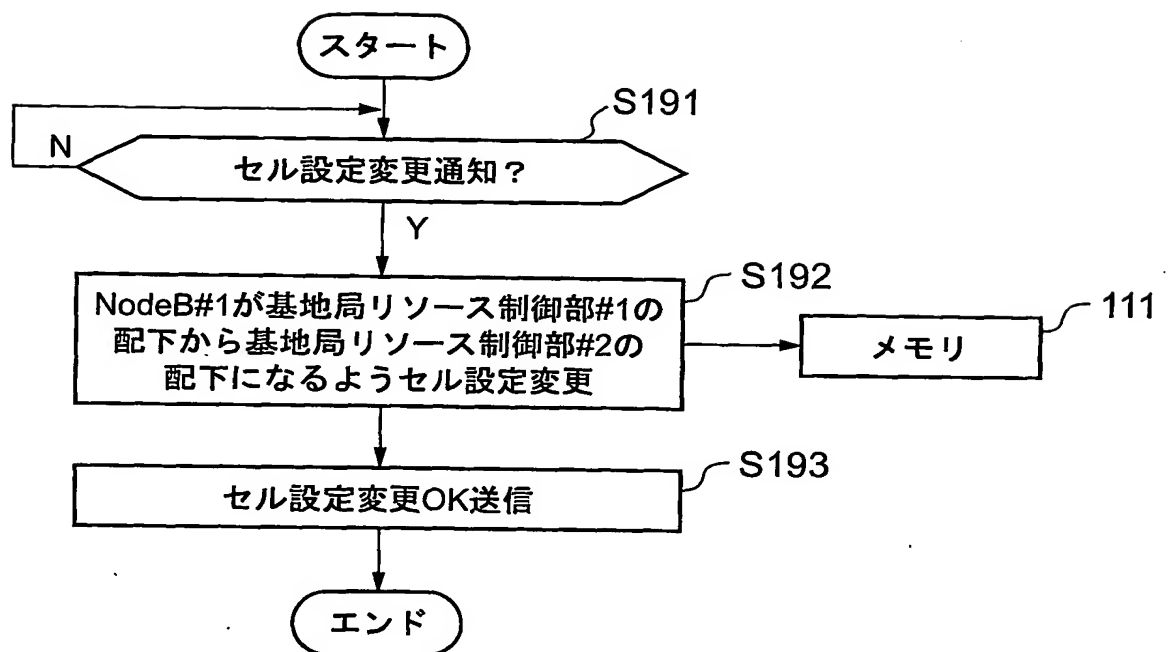 スタート
S191
N
セル設定変更通知?
Y
S192
NodeB#1が基地局リソース制御部#1の
配下から基地局リソース制御部#2の
配下になるようセル設定変更
111
メモリ
S193
セル設定変更OK送信
エンド